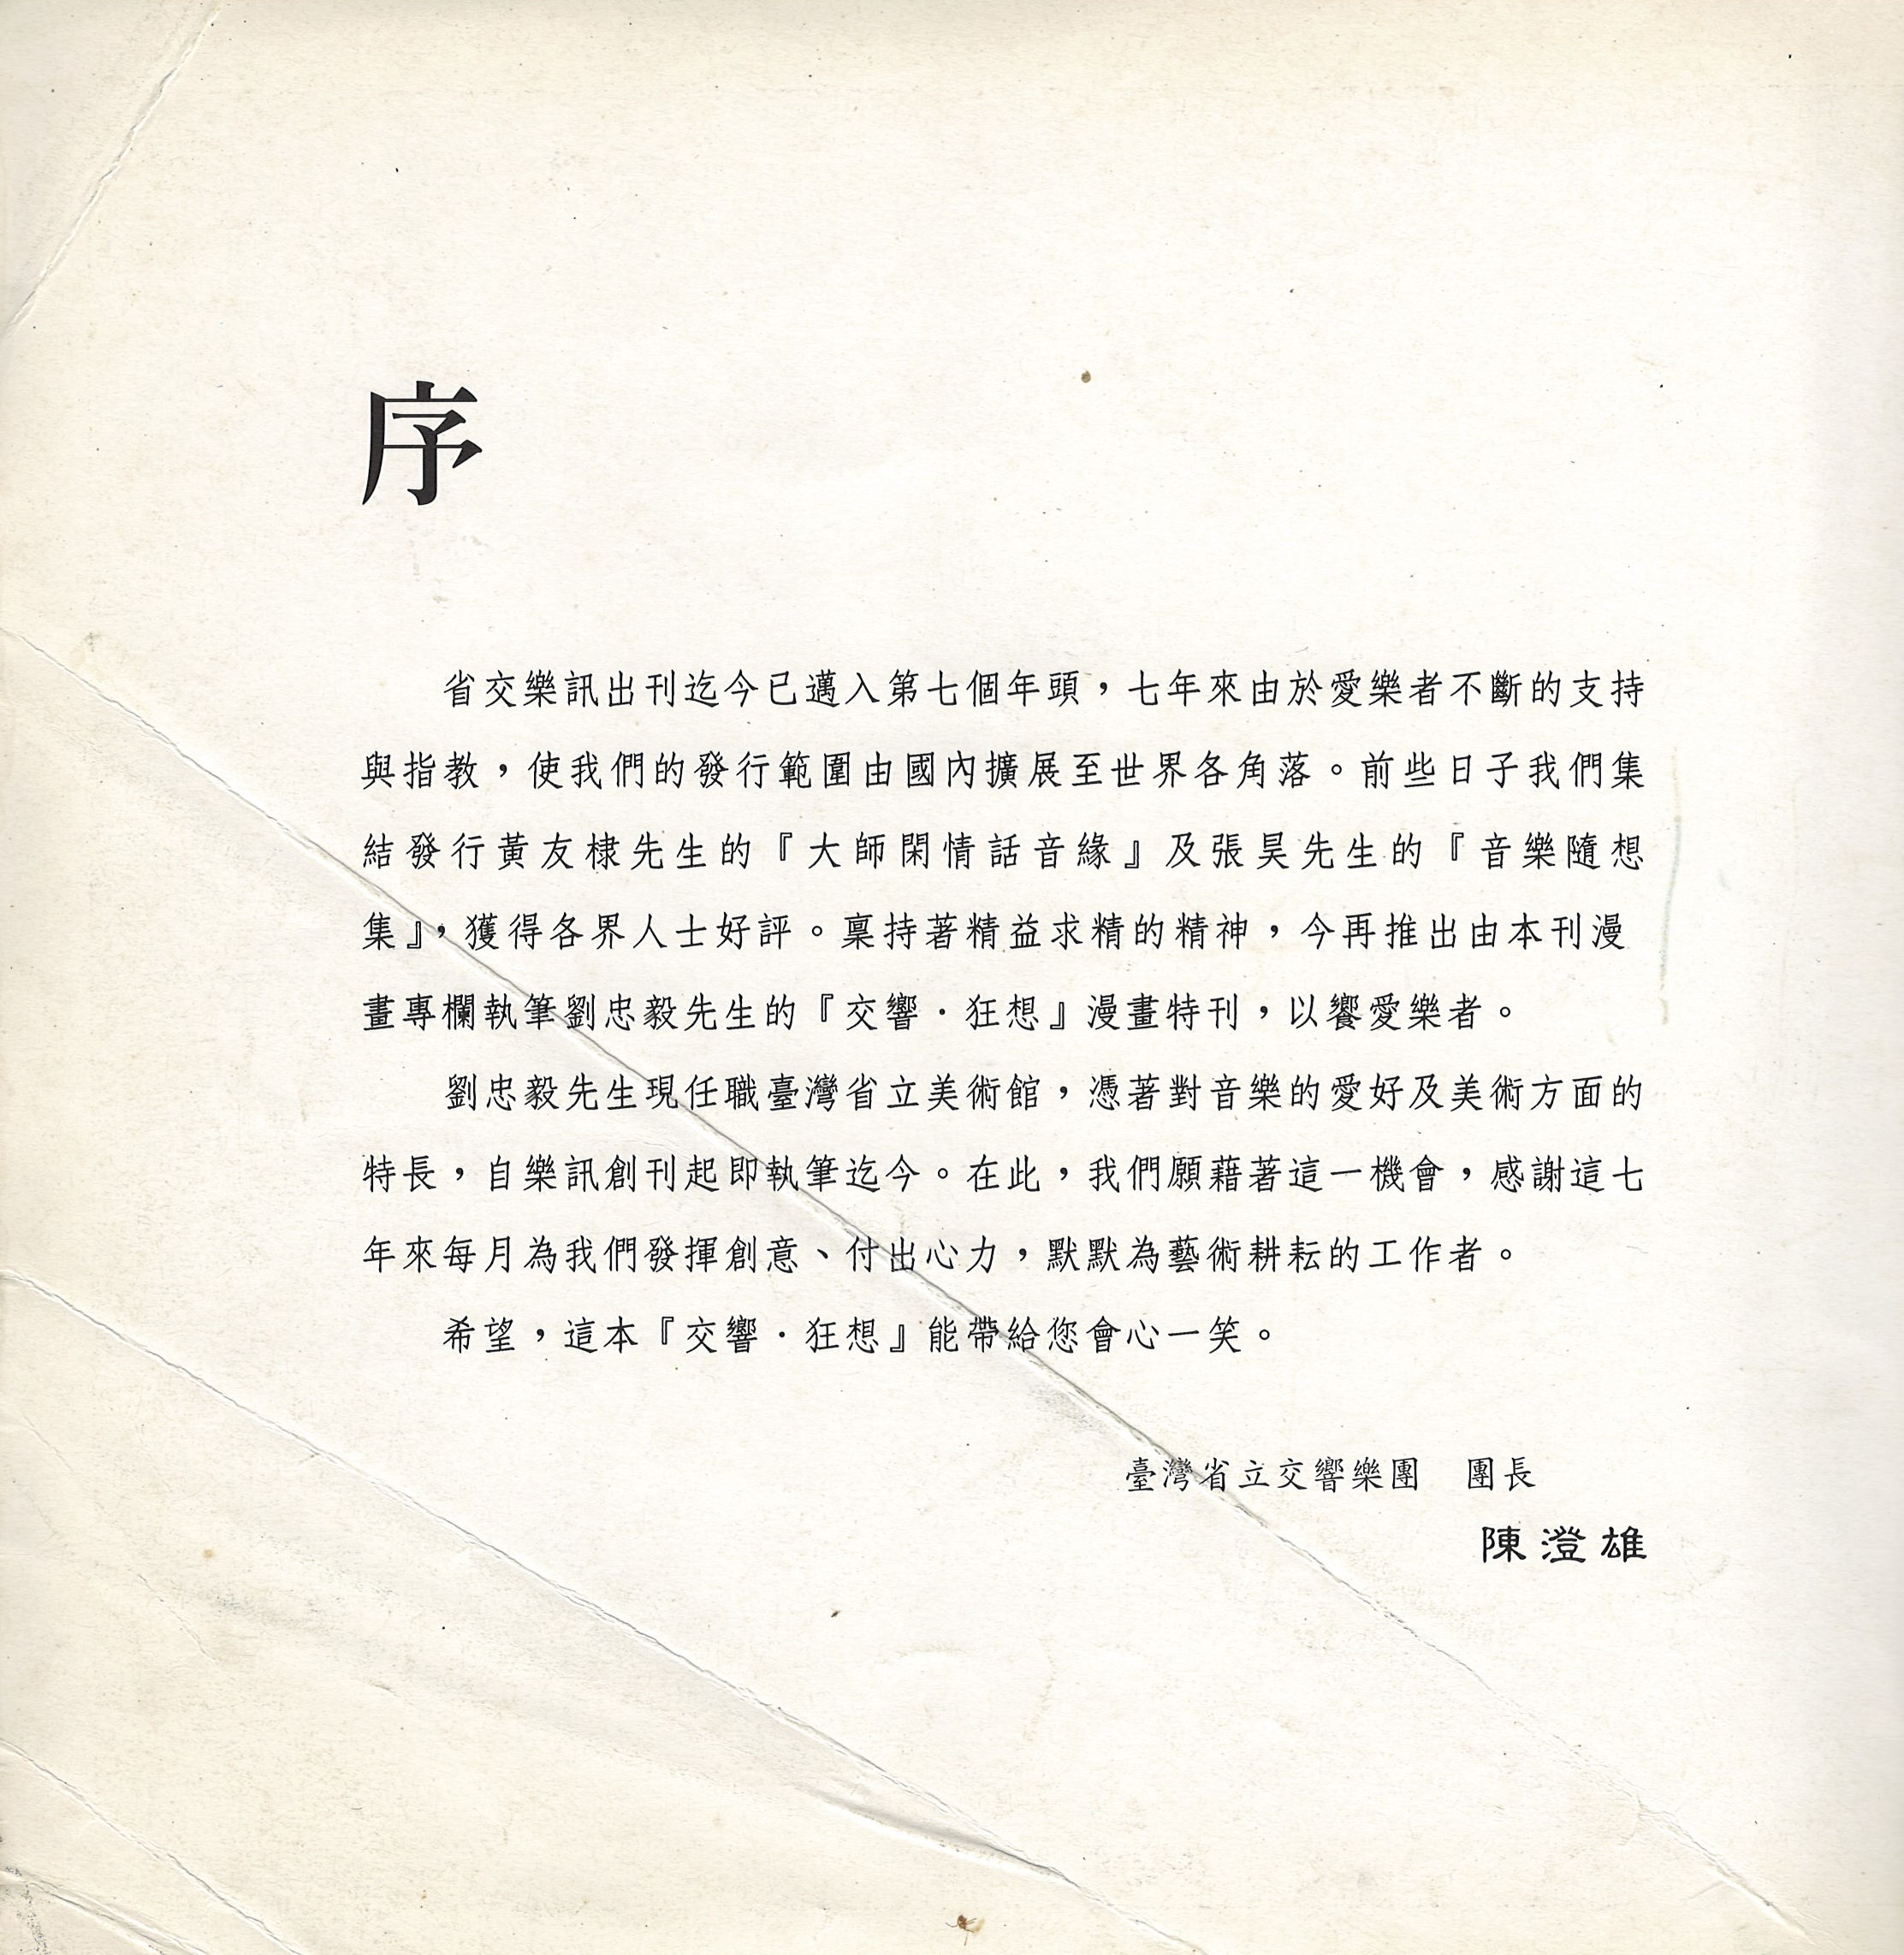 序
省交樂訊出刊迄今已邁入第七個年頭，七年來由於愛樂者不斷的支持
與指教，使我們的發行範圍由國內擴展至世界各角落。前些日子我們集
結發行黃友棣先生的『大師閑情話音緣』及張昊先生的『音樂隨想
集』，獲得各界人士好評。稟持著精益求精的精神，今再推出由本刊漫
畫專欄執筆劉忠毅先生的『交響·狂想』漫畫特刊，以饗愛樂者。
劉忠毅先生現任職臺灣省立美術館，憑著對音樂的愛好及美術方面的
特長，自樂訊創刊起即執筆迄今。在此，我們願藉著這一機會，感謝這七
年來每月為我們發揮創意、付出心力，默默為藝術耕耘的工作者。
希望，這本『交響·狂想』能帶給您會心一笑。
臺灣省立交響樂團　團長
陳澄雄